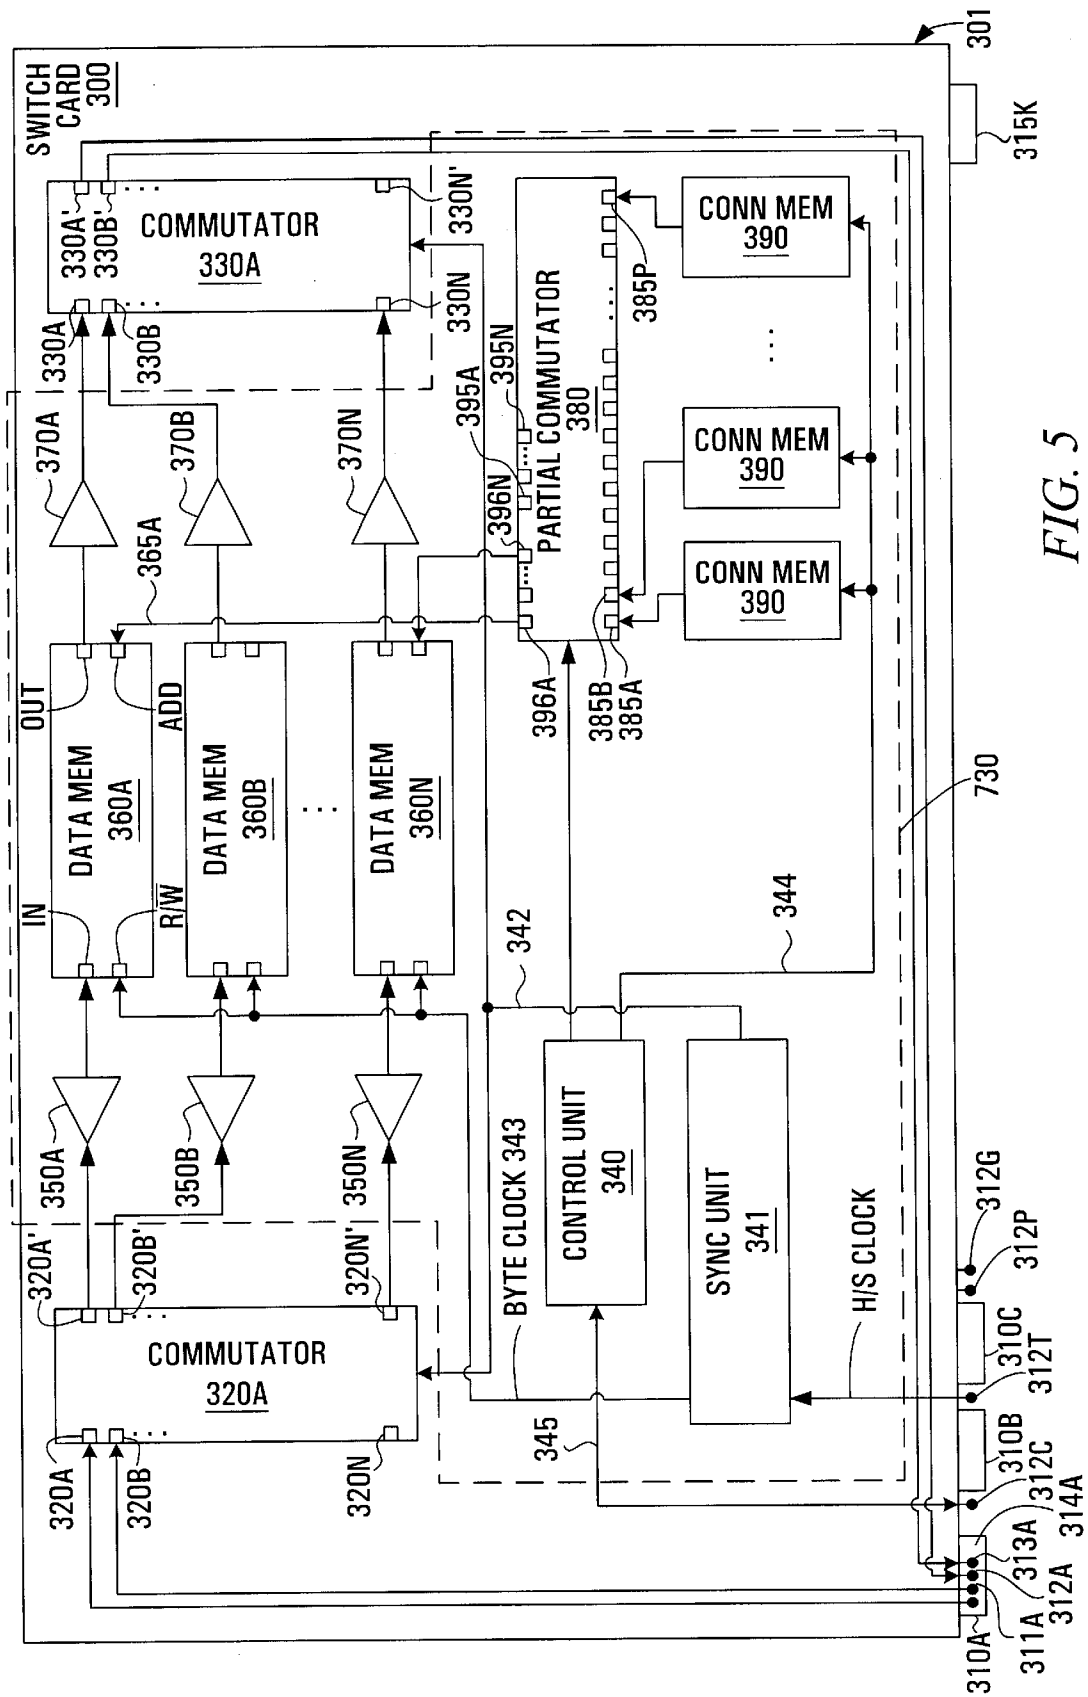 SWITCH
CARD
300
301
315K
330A'
330B'
330N'
COMMUTATOR
330A
330A
330B
330N
370A
370B
370N
365A
OUT
ADD
IN
R/W
DATA MEM
360A
DATA MEM
360B
DATA MEM
360N
. . .
350A
350B
350N
320A'
320B'
320N'
COMMUTATOR
320A
320A
320B
320N
395N
395A
396N
396A
PARTIAL COMMUTATOR
380
385P
385B
385A
CONN MEM
390
. . .
CONN MEM
390
CONN MEM
390
342
344
730
BYTE CLOCK 343
CONTROL UNIT
340
SYNC UNIT
341
H/S CLOCK
345
312G
312P
310C
312T
310B
312C
314A
313A
312A
311A
310A
FIG. 5